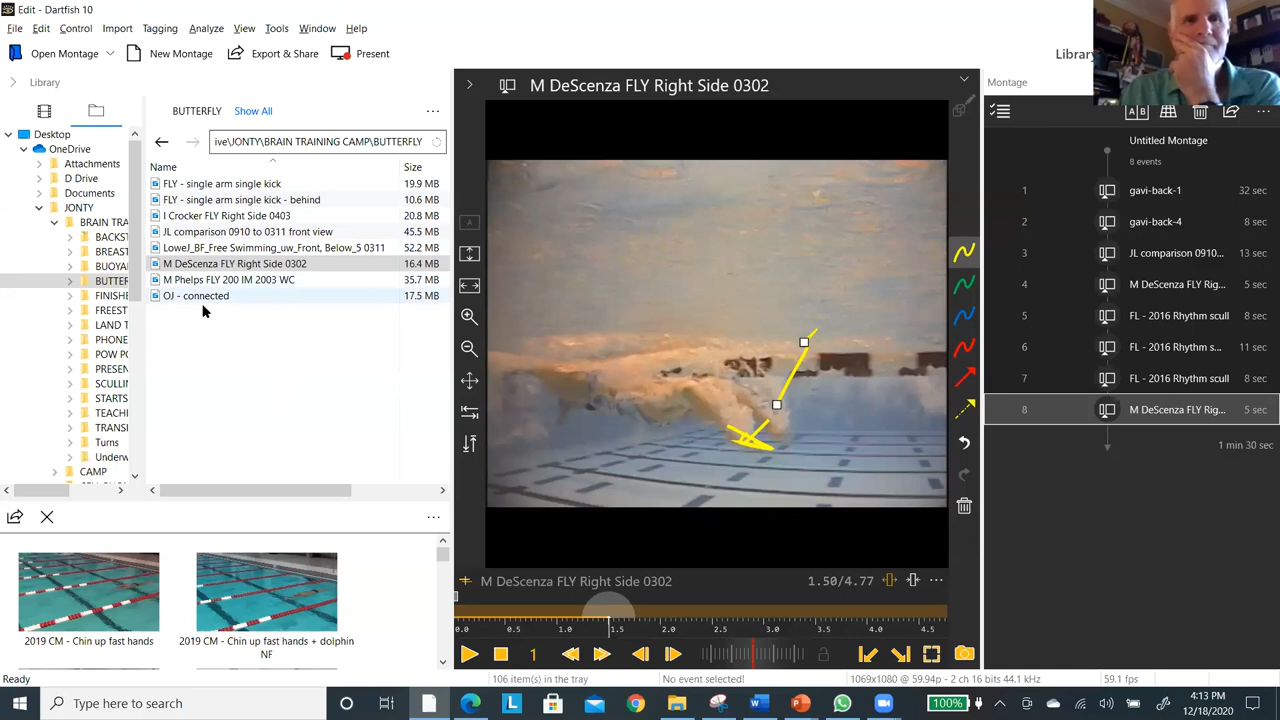 Edit - Dartfish 10
File Edit Control Import Tagging Analyze View Tools Window Help
Open Montage New Montage Export & Share Present
Library
BUTTERFLY Show All
ive\JONTY\BRAIN TRAINING CAMP\BUTTERFLY
Desktop
OneDrive
Attachments
D Drive
Documents
JONTY
BRAIN TRA
BACKS
BREAS
BUOYA
BUTTER
FINISHE
FREEST
LAND T
PHONE
POW PO
PRESEN
SCULLIN
STARTS
TEACHI
TRANSI
Turns
Underw
CAMP
Name Size
FLY - single arm single kick 19.9 MB
FLY - single arm single kick - behind 10.6 MB
I Crocker FLY Right Side 0403 20.8 MB
JL comparison 0910 to 0311 front view 45.5 MB
LoweJ_BF_Free Swimming_uw_Front, Below_5 0311 52.2 MB
M DeScenza FLY Right Side 0302 16.4 MB
M Phelps FLY 200 IM 2003 WC 35.7 MB
OJ - connected 17.5 MB
2019 CM - Chin up fast hands
2019 CM - Chin up fast hands + dolphin
NF
M DeScenza FLY Right Side 0302
A
M DeScenza FLY Right Side 0302 1.50/4.77
0.0 0.5 1.0 1.5 2.0 2.5 3.0 3.5 4.0 4.5
1
Library
Montage
A B
Untitled Montage
8 events
1 gavi-back-1 32 sec
2 gavi-back-4 8 sec
3 JL comparison 0910... 13 sec
4 M DeScenza FLY Rig... 5 sec
5 FL - 2016 Rhythm scull 8 sec
6 FL - 2016 Rhythm s... 11 sec
7 FL - 2016 Rhythm scull 8 sec
8 M DeScenza FLY Rig... 5 sec
1 min 30 sec
Ready 106 item(s) in the tray No event selected! 1069x1080 @ 59.94p - 2 ch 16 bits 44.1 kHz 59.1 fps
Type here to search
L
W
P
100%
4:13 PM
12/18/2020